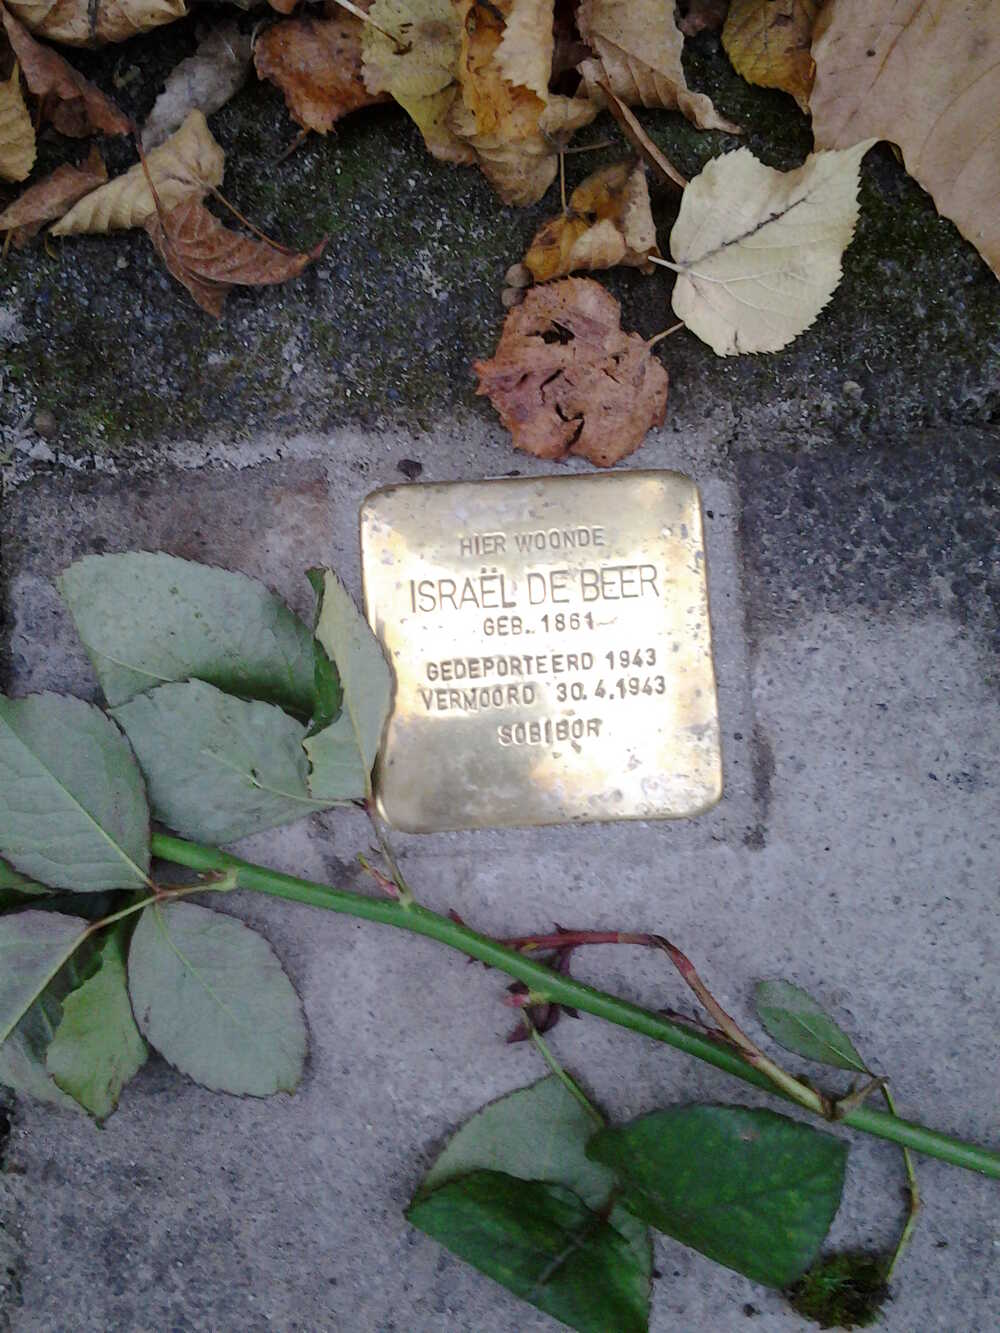 HIER WOONDE
ISRAËL DE BEER
GEB. 1861
GEDEPORTEERD 1943
VERMOORD 30.4.1943
SOBIBOR